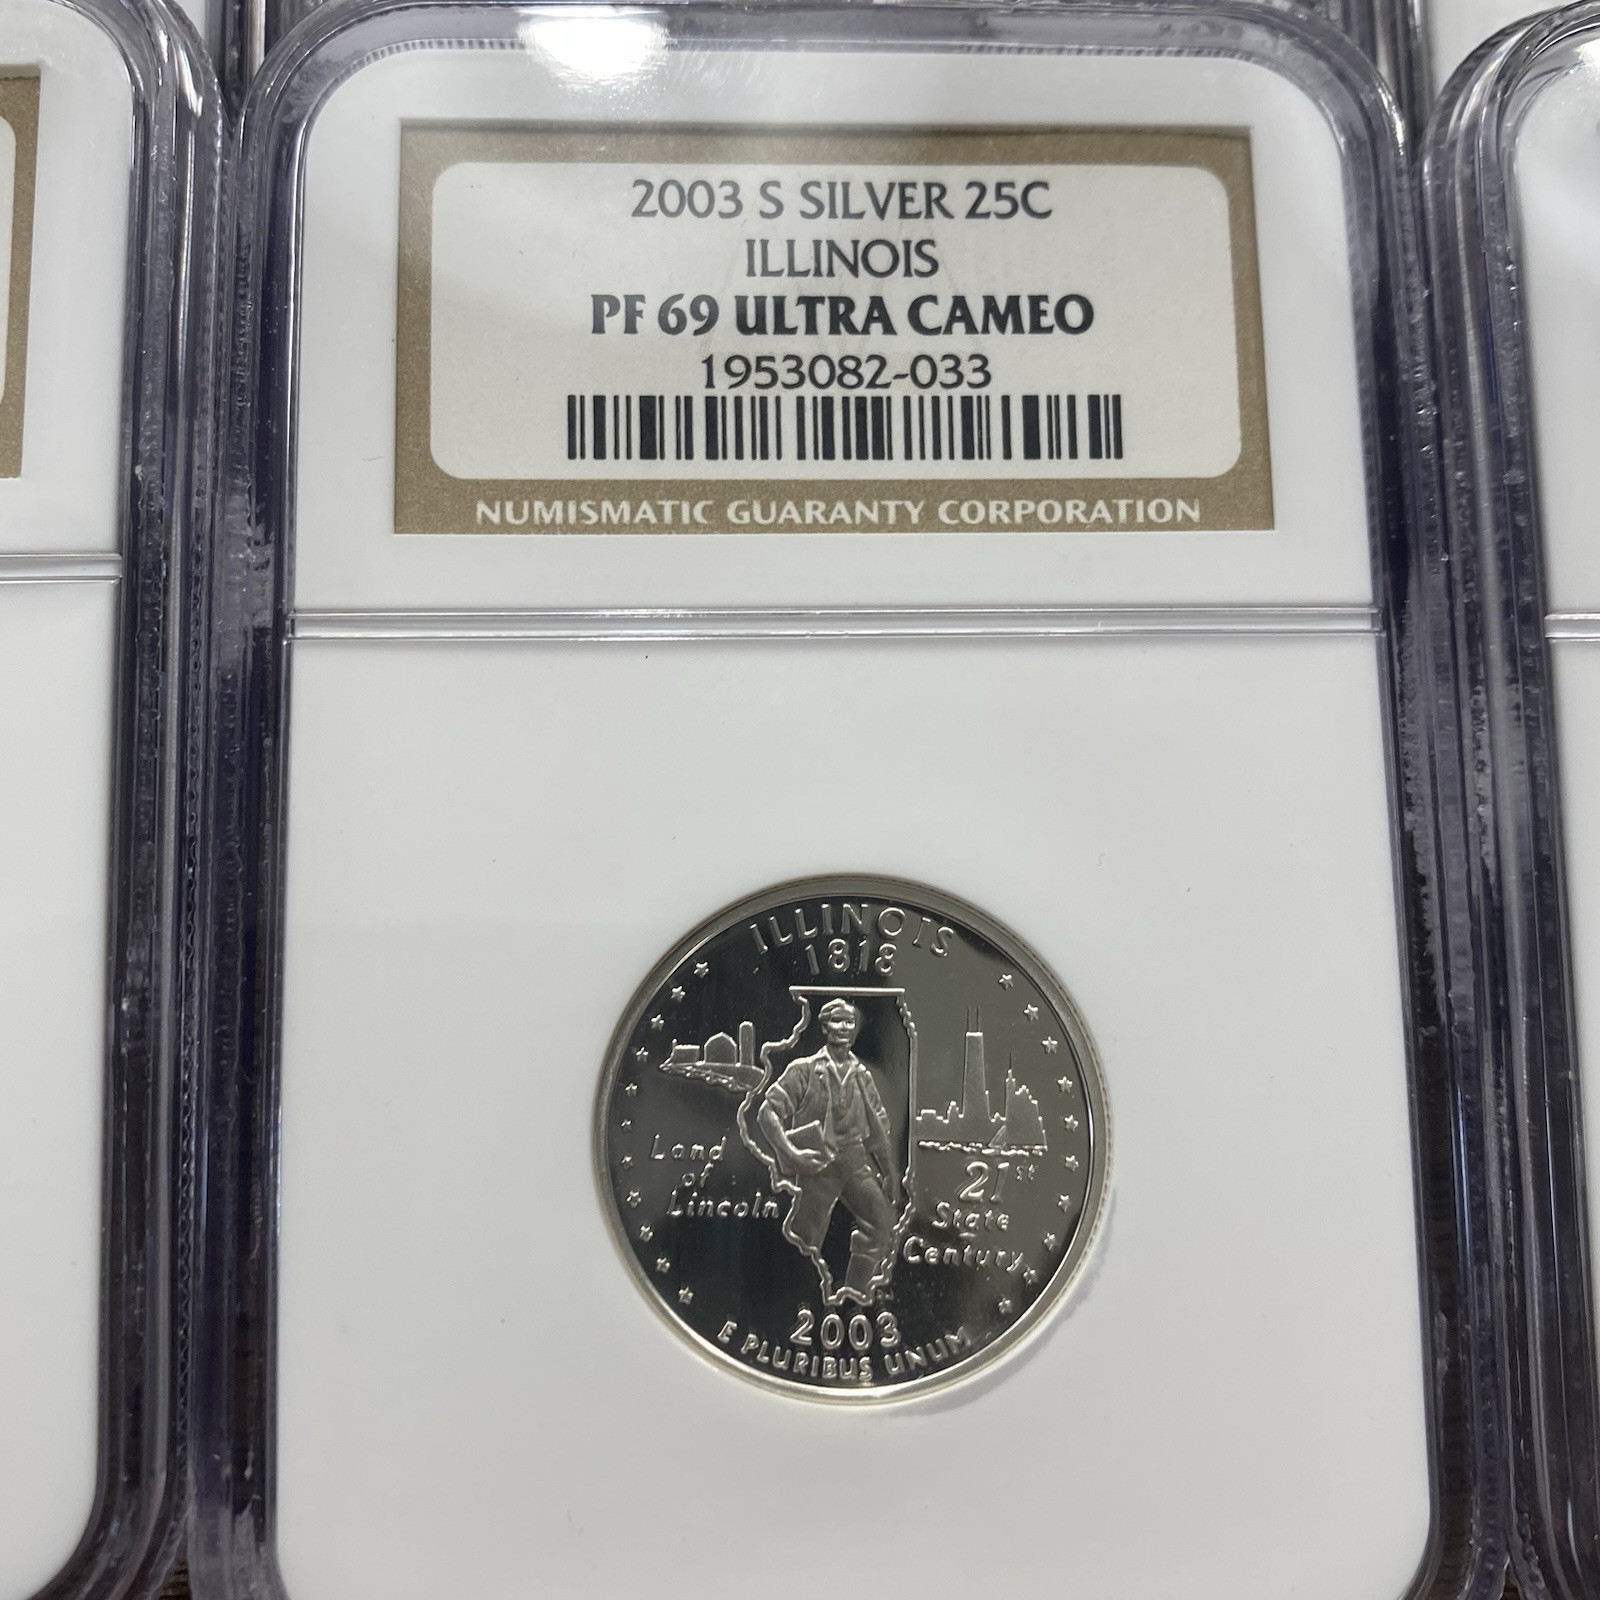 2003 S SILVER 25C
ILLINOIS
PF 69 ULTRA CAMEO
1953082-033
NUMISMATIC GUARANTY CORPORATION
ILLINOIS
1818
Land
of
Lincoln
21st
State
Century
2003
E PLURIBUS UNUM